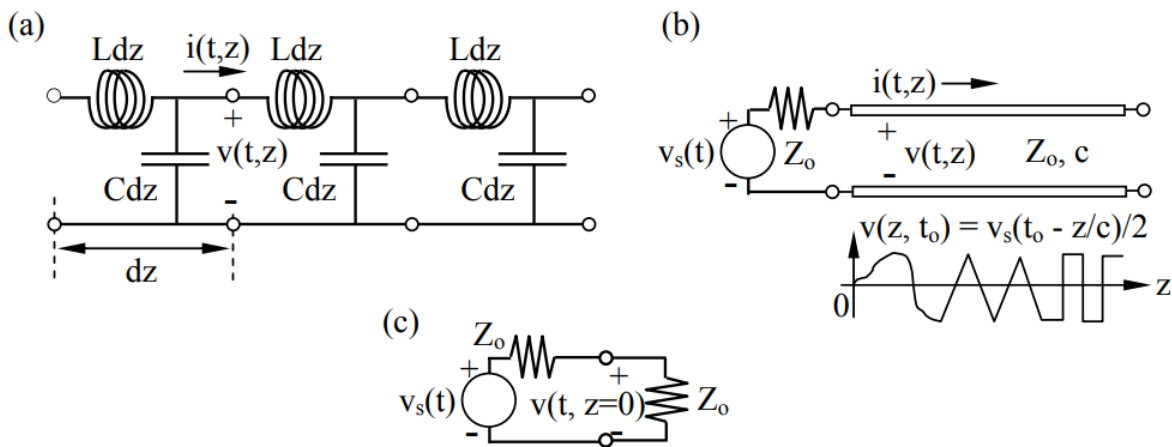 (a)
Ldz i(t,z) Ldz Ldz
+
v(t,z)
Cdz Cdz Cdz
-
dz
(b)
i(t,z)
+ +
vₛ(t) Zₒ v(t,z) Zₒ, c
- -
v(z, tₒ) = vₛ(tₒ - z/c)/2
0 z
(c)
Zₒ
+ +
vₛ(t) v(t, z=0) Zₒ
- -